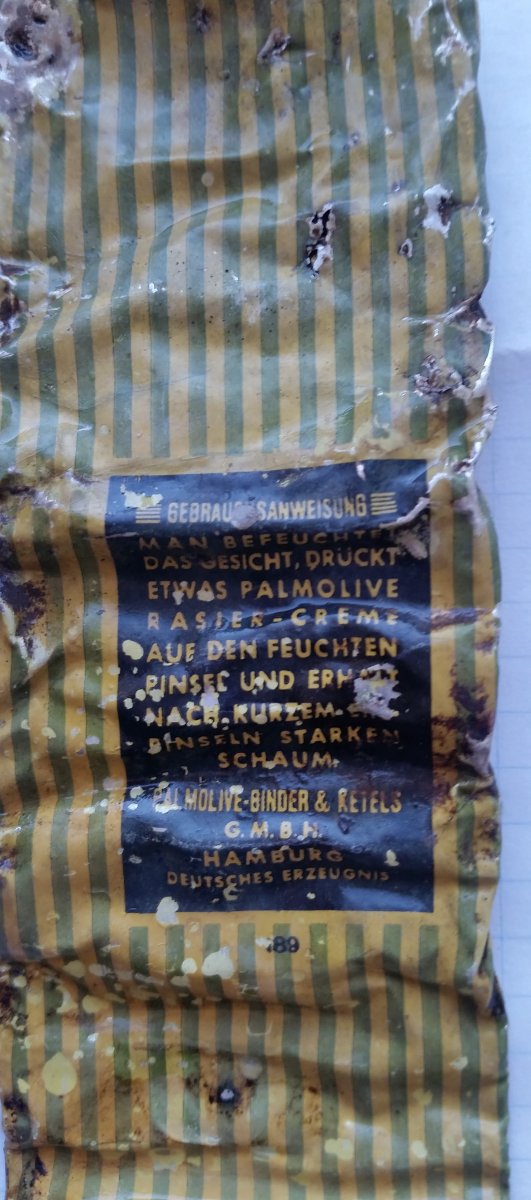 GEBRAUCHSANWEISUNG
MAN BEFEUCHTET
DAS GESICHT, DRÜCKT
ETWAS PALMOLIVE
RASIER-CREME
AUF DEN FEUCHTEN
PINSEL UND ERHÄLT
NACH KURZEM
PINSELN STARKEN
SCHAUM.
PALMOLIVE-BINDER & KETELS
G.M.B.H.
HAMBURG
DEUTSCHES ERZEUGNIS
89